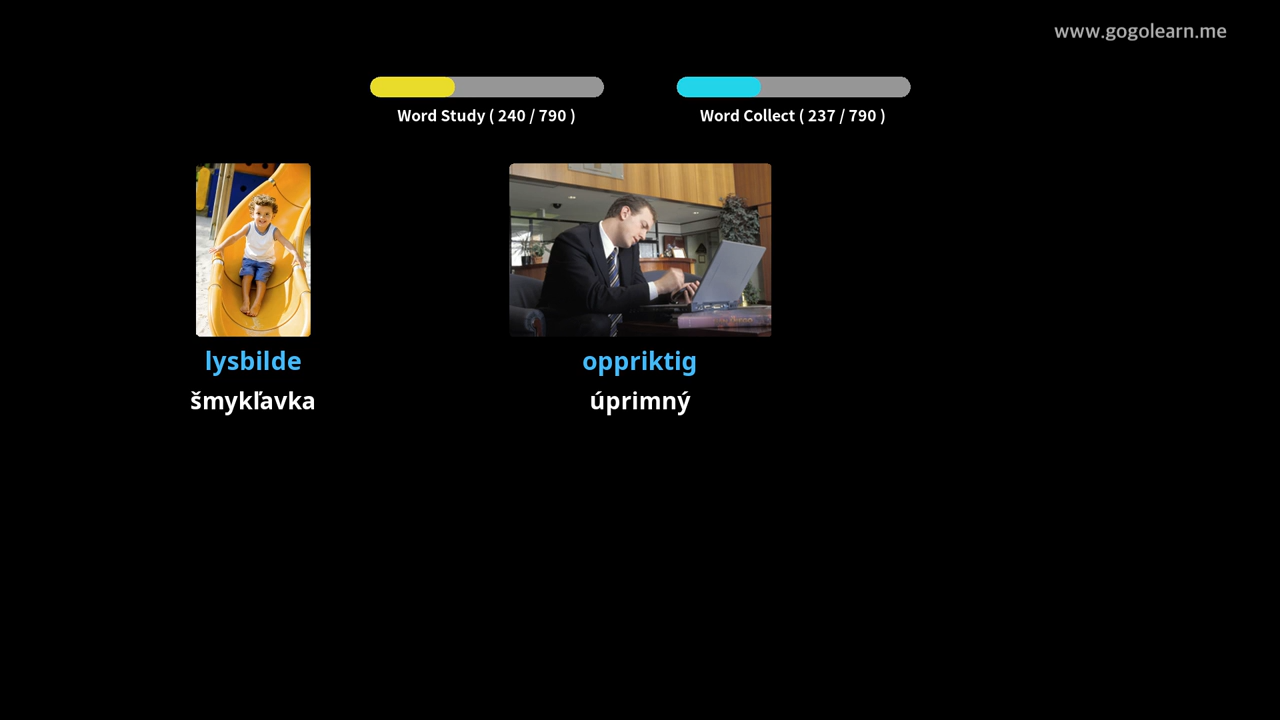 www.gogolearn.me
Word Study ( 240 / 790 )
Word Collect ( 237 / 790 )
lysbilde
šmykľavka
oppriktig
úprimný